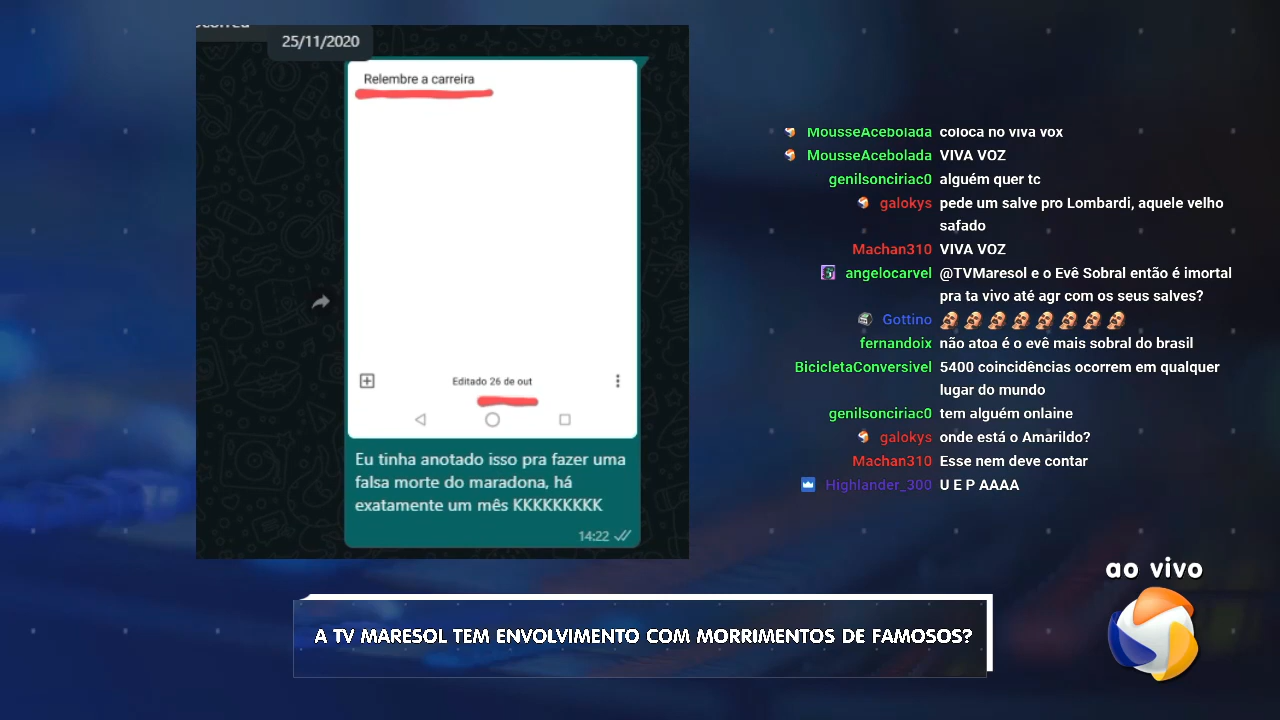 25/11/2020
Relembre a carreira
Editado 26 de out
Eu tinha anotado isso pra fazer uma
falsa morte do maradona, há
exatamente um mês KKKKKKKKK
14:22
MousseAcebolada coloca no viva vox
MousseAcebolada VIVA VOZ
genilsonciriac0 alguém quer tc
galokys pede um salve pro Lombardi, aquele velho
safado
Machan310 VIVA VOZ
angelocarvel @TVMaresol e o Evê Sobral então é imortal
pra ta vivo até agr com os seus salves?
Gottino
fernandoix não atoa é o evê mais sobral do brasil
BicicletaConversivel 5400 coincidências ocorrem em qualquer
lugar do mundo
genilsonciriac0 tem alguém onlaine
galokys onde está o Amarildo?
Machan310 Esse nem deve contar
Highlander_300 U E P AAAA
ao vivo
A TV MARESOL TEM ENVOLVIMENTO COM MORRIMENTOS DE FAMOSOS?